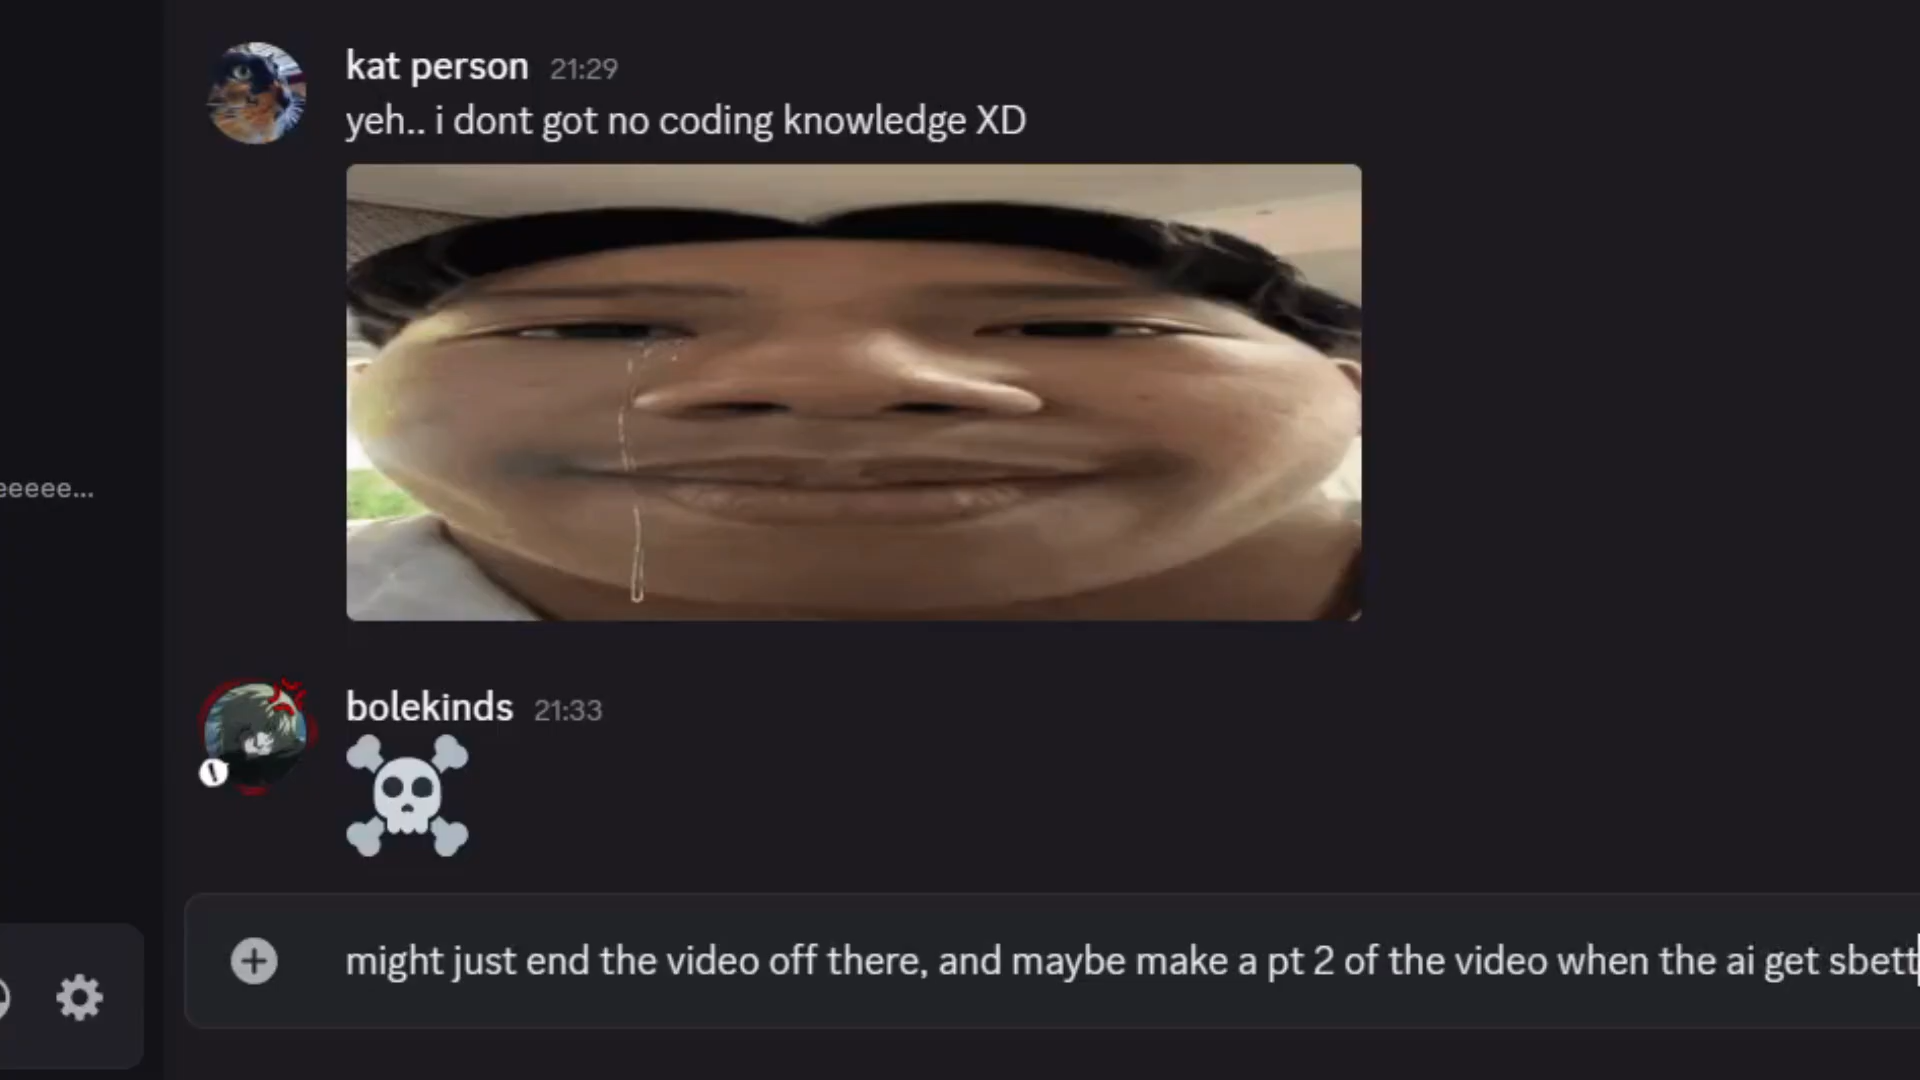 kat person 21:29
yeh.. i dont got no coding knowledge XD
eeeee...
bolekinds 21:33
might just end the video off there, and maybe make a pt 2 of the video when the ai get sbett